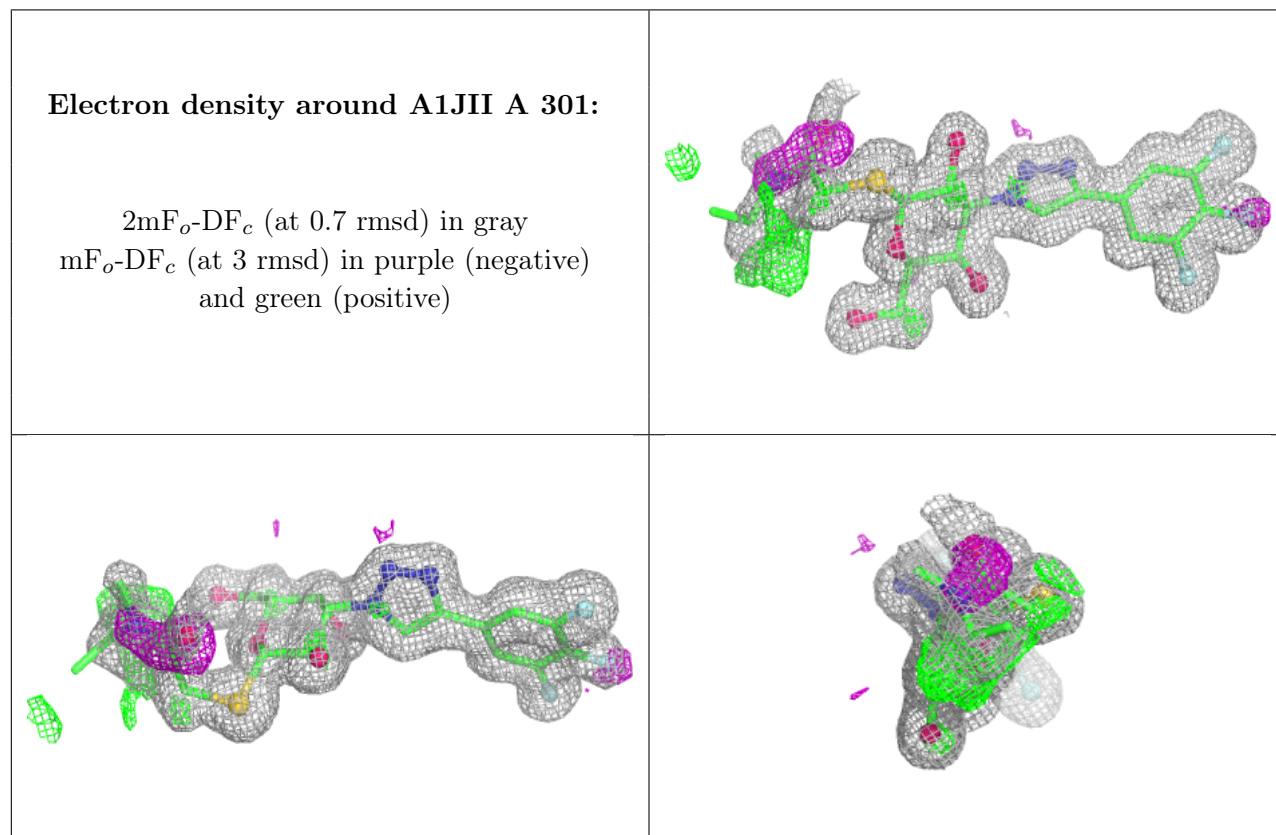 Electron density around A1JII A 301:
2mFo-DFc (at 0.7 rmsd) in gray
mFo-DFc (at 3 rmsd) in purple (negative)
and green (positive)